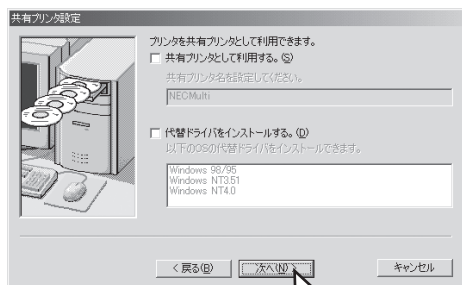 共有プリンタ設定
プリンタを共有プリンタとして利用できます。
共有プリンタとして利用する。(S)
共有プリンタ名を設定してください。
NECMulti
代替ドライバをインストールする。(D)
以下のOSの代替ドライバをインストールできます。
Windows 98/95
Windows NT3.51
Windows NT4.0
< 戻る(B)
次へ(N) >
キャンセル